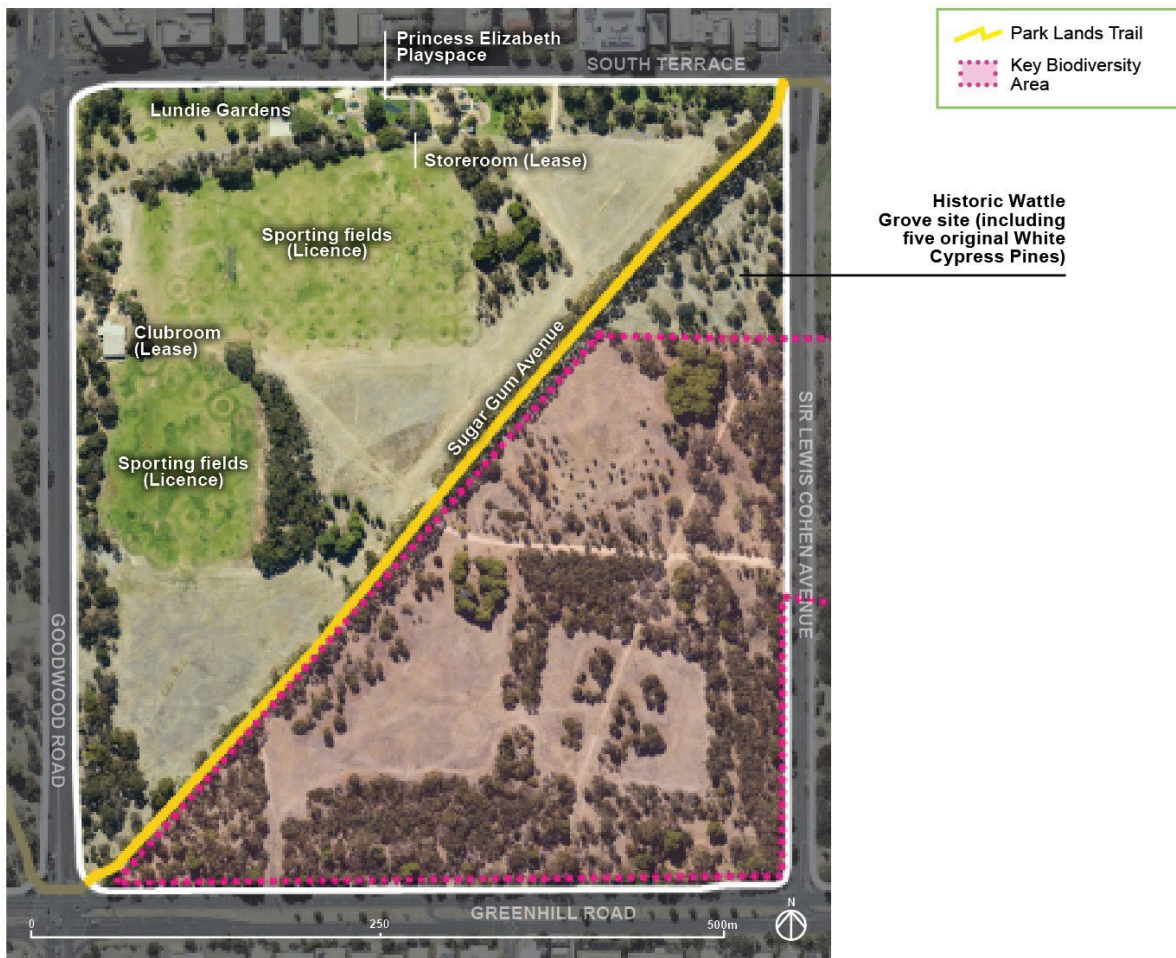 Princess Elizabeth
Playspace
SOUTH TERRACE
Park Lands Trail
Key Biodiversity
Area
Lundie Gardens
Storeroom (Lease)
Historic Wattle
Grove site (including
five original White
Cypress Pines)
Sporting fields
(Licence)
Clubroom
(Lease)
Sugar Gum Avenue
SIR LEWIS COHEN AVENUE
Sporting fields
(Licence)
GOODWOOD ROAD
GREENHILL ROAD
N
0
250
500m